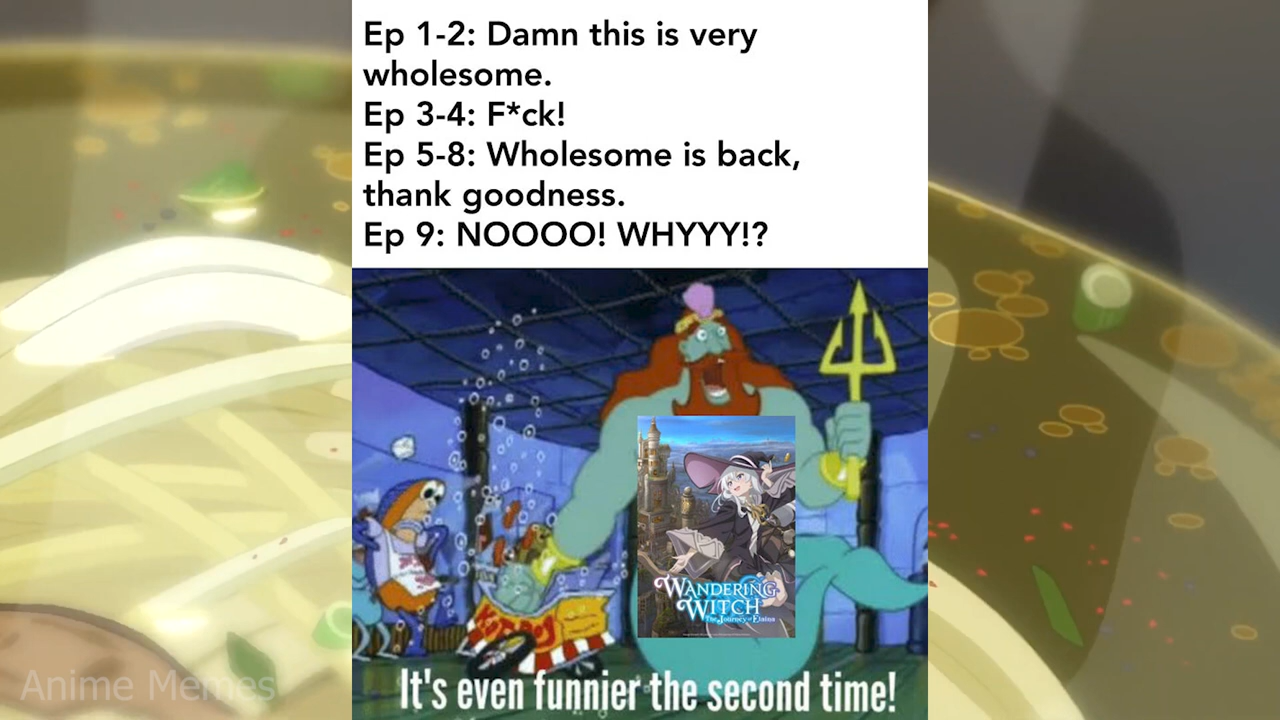 Ep 1-2: Damn this is very
wholesome.
Ep 3-4: F*ck!
Ep 5-8: Wholesome is back,
thank goodness.
Ep 9: NOOOO! WHYYY!?
WANDERING
WITCH
The Journey of Elaina
It's even funnier the second time!
Anime Memes